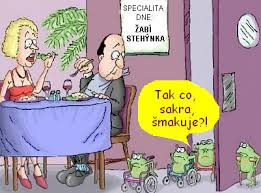 SPECIALITA
DNE
ŽABÍ
STEHÝNKA
Tak co,
sakra,
šmakuje?!